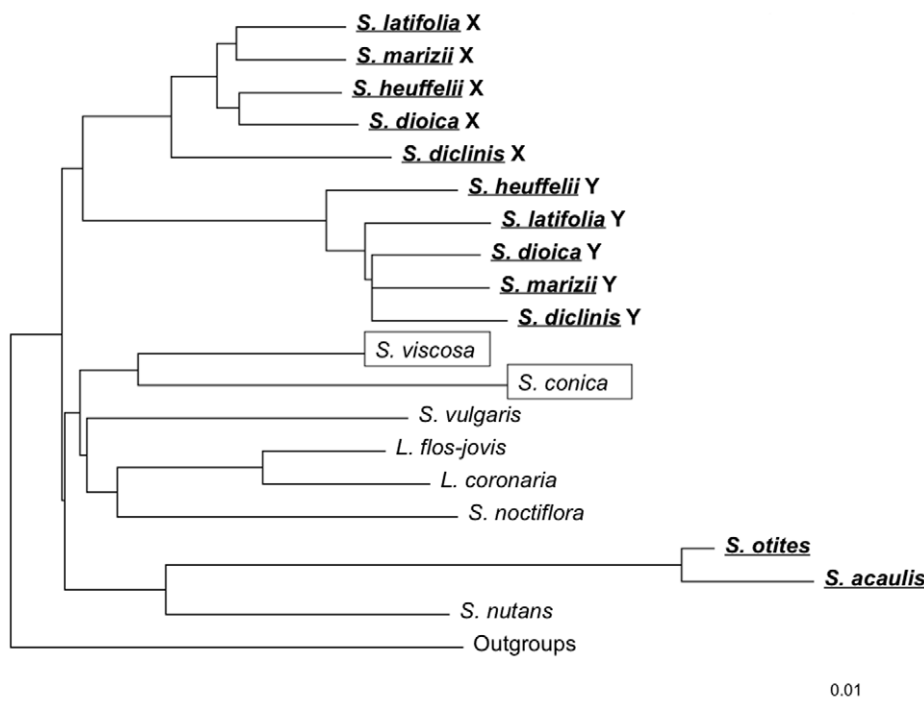 S. latifolia X
S. marizii X
S. heuffelii X
S. dioica X
S. diclinis X
S. heuffelii Y
S. latifolia Y
S. dioica Y
S. marizii Y
S. diclinis Y
S. viscosa
S. conica
S. vulgaris
L. flos-jovis
L. coronaria
S. noctiflora
S. otites
S. acaulis
S. nutans
Outgroups
0.01